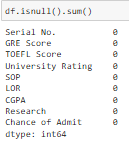 df.isnull().sum()
Serial No. 0
GRE Score 0
TOEFL Score 0
University Rating 0
SOP 0
LOR 0
CGPA 0
Research 0
Chance of Admit 0
dtype: int64